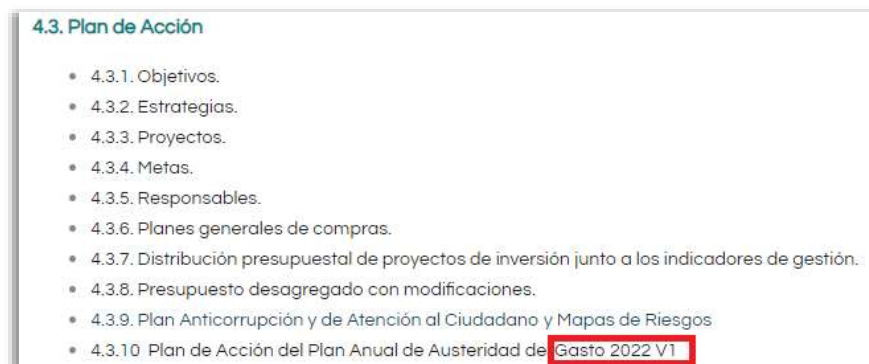 4.3. Plan de Acción
4.3.1. Objetivos.
4.3.2. Estrategias.
4.3.3. Proyectos.
4.3.4. Metas.
4.3.5. Responsables.
4.3.6. Planes generales de compras.
4.3.7. Distribución presupuestal de proyectos de inversión junto a los indicadores de gestión.
4.3.8. Presupuesto desagregado con modificaciones.
4.3.9. Plan Anticorrupción y de Atención al Ciudadano y Mapas de Riesgos
4.3.10 Plan de Acción del Plan Anual de Austeridad de Gasto 2022 V1